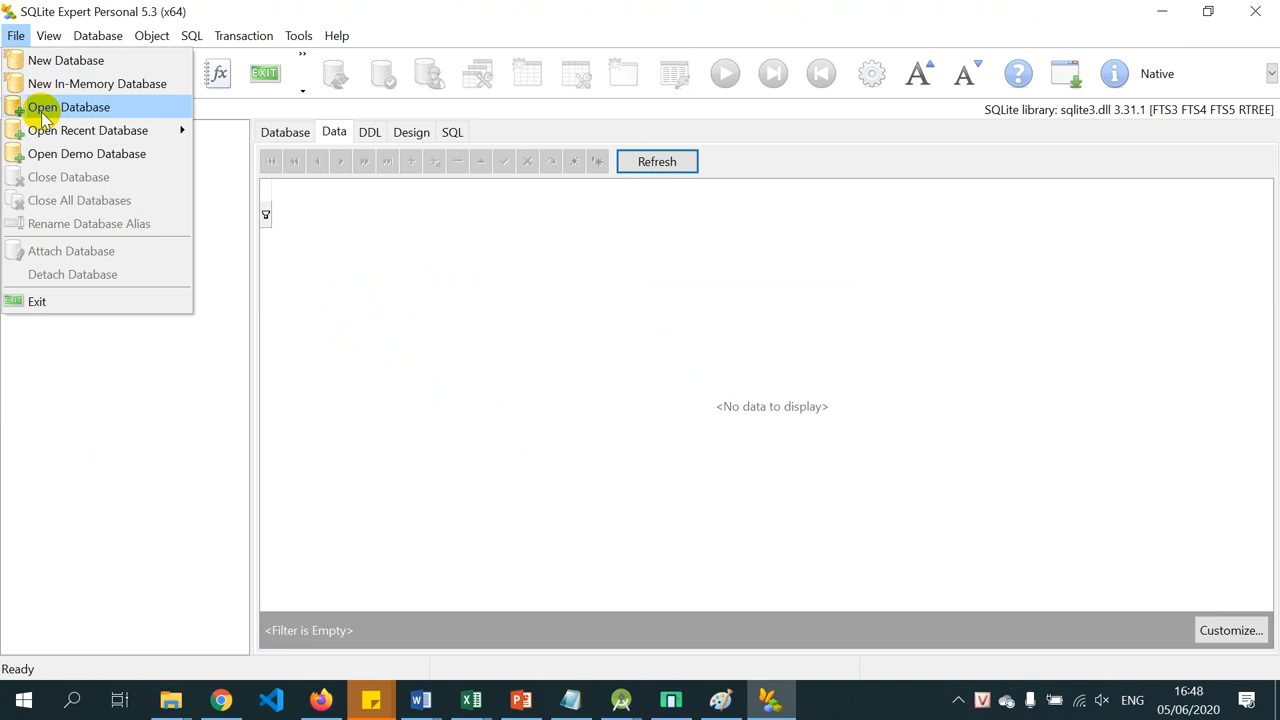 SQLite Expert Personal 5.3 (x64)
File View Database Object SQL Transaction Tools Help
New Database
New In-Memory Database
Open Database
Open Recent Database
Open Demo Database
Close Database
Close All Databases
Rename Database Alias
Attach Database
Detach Database
EXIT Exit
fx EXIT A A ? i Native
SQLite library: sqlite3.dll 3.31.1 [FTS3 FTS4 FTS5 RTREE]
Database Data DDL Design SQL
Refresh
<No data to display>
<Filter is Empty> Customize...
Ready
ENG 16:48
05/06/2020